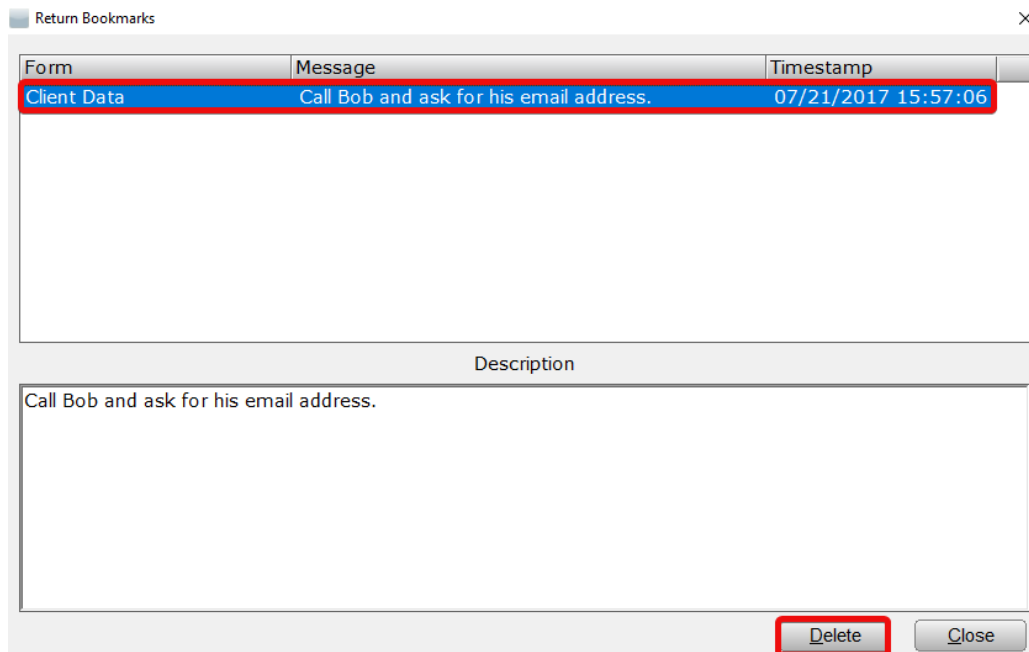 Return Bookmarks
Form Message Timestamp
Client Data Call Bob and ask for his email address. 07/21/2017 15:57:06
Description
Call Bob and ask for his email address.
Delete Close